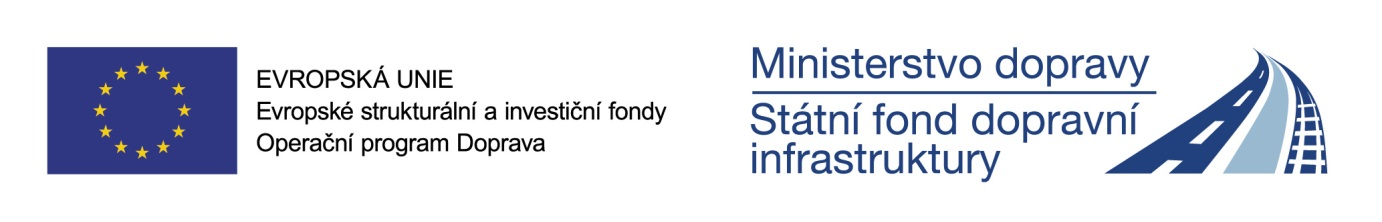 EVROPSKÁ UNIE
Evropské strukturální a investiční fondy
Operační program Doprava
Ministerstvo dopravy
Státní fond dopravní
infrastruktury